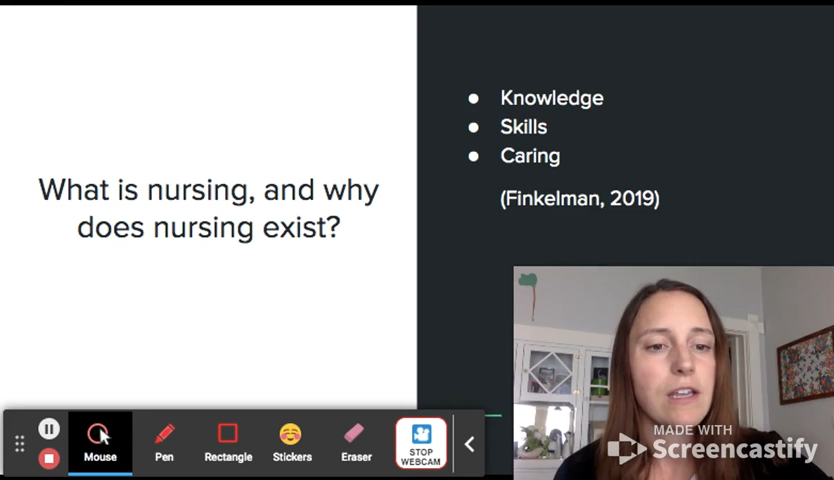 What is nursing, and why
does nursing exist?
● Knowledge
● Skills
● Caring
(Finkelman, 2019)
Mouse
Pen
Rectangle
Stickers
Eraser
STOP
WEBCAM
MADE WITH
Screencastify